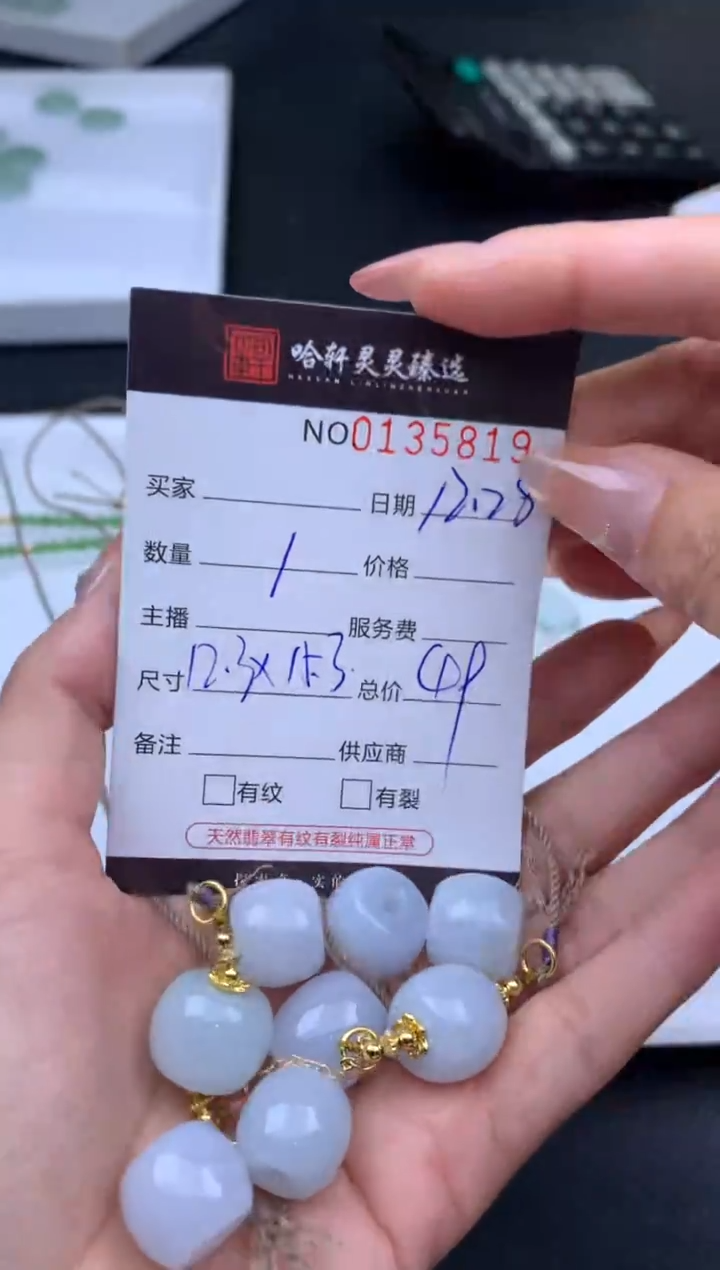 哈轩灵灵臻选
NO0135819
买家 日期 12.28
数量 1 价格
主播 服务费
尺寸 12.3x15.3. 总价
备注 供应商
有纹 有裂
天然翡翠有纹有裂纯属正常